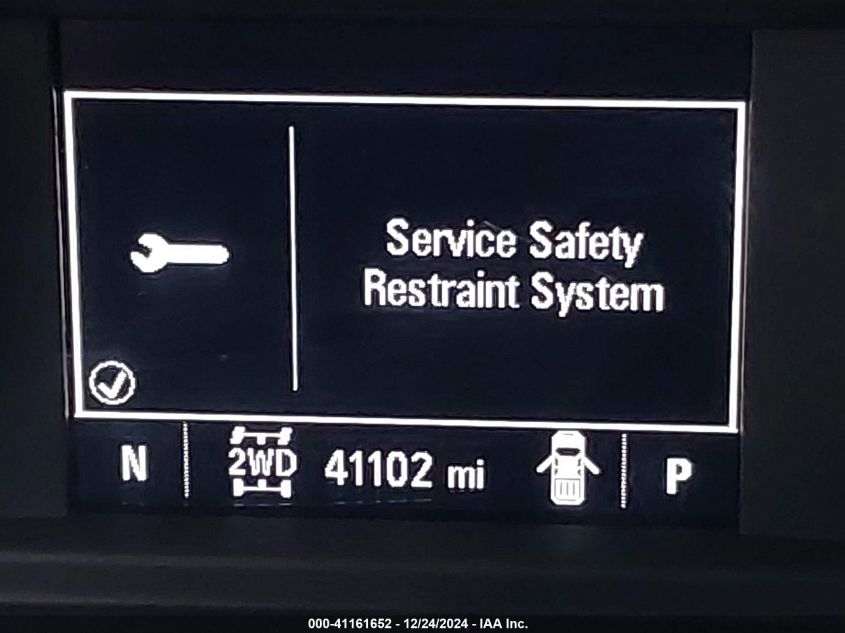 Service Safety
Restraint System
N 2WD 41102 mi P
000-41161652 - 12/24/2024 - IAA Inc.